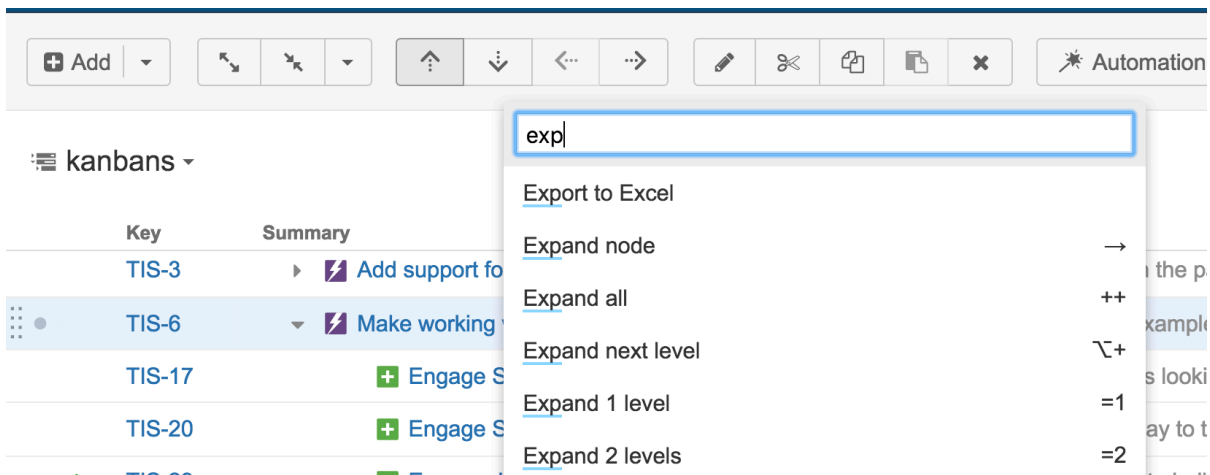 Add
Automation
exp
kanbans
Export to Excel
Key Summary
Expand node →
TIS-3 Add support fo the p
Expand all ++
TIS-6 Make working xampl
Expand next level ⌥+
TIS-17 Engage S s looki
Expand 1 level =1
TIS-20 Engage S ay to t
Expand 2 levels =2